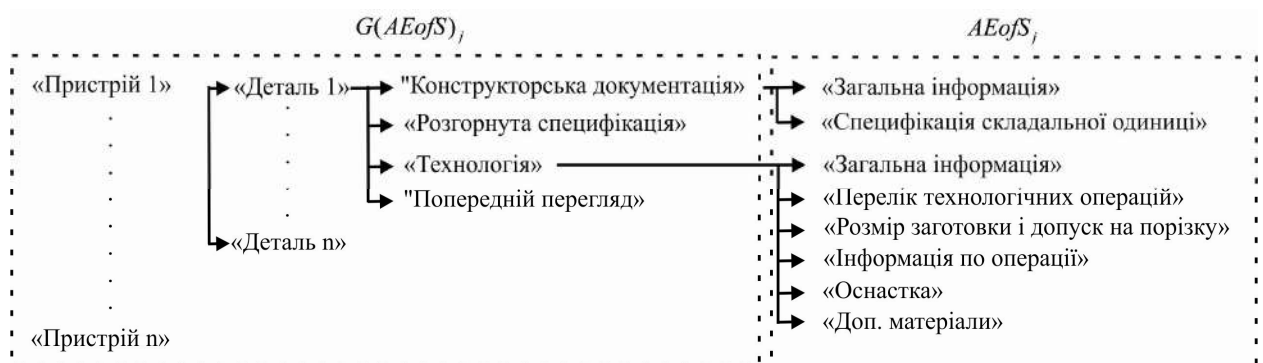 G(AEofS)j AEofSj
«Пристрій 1» «Деталь 1» "Конструкторська документація» «Загальна інформація»
«Розгорнута специфікація» «Специфікація складальної одиниці»
«Технологія» «Загальна інформація»
"Попередній перегляд» «Перелік технологічних операцій»
«Деталь n» «Розмір заготовки і допуск на порізку»
«Інформація по операції»
«Оснастка»
«Пристрій n» «Доп. матеріали»